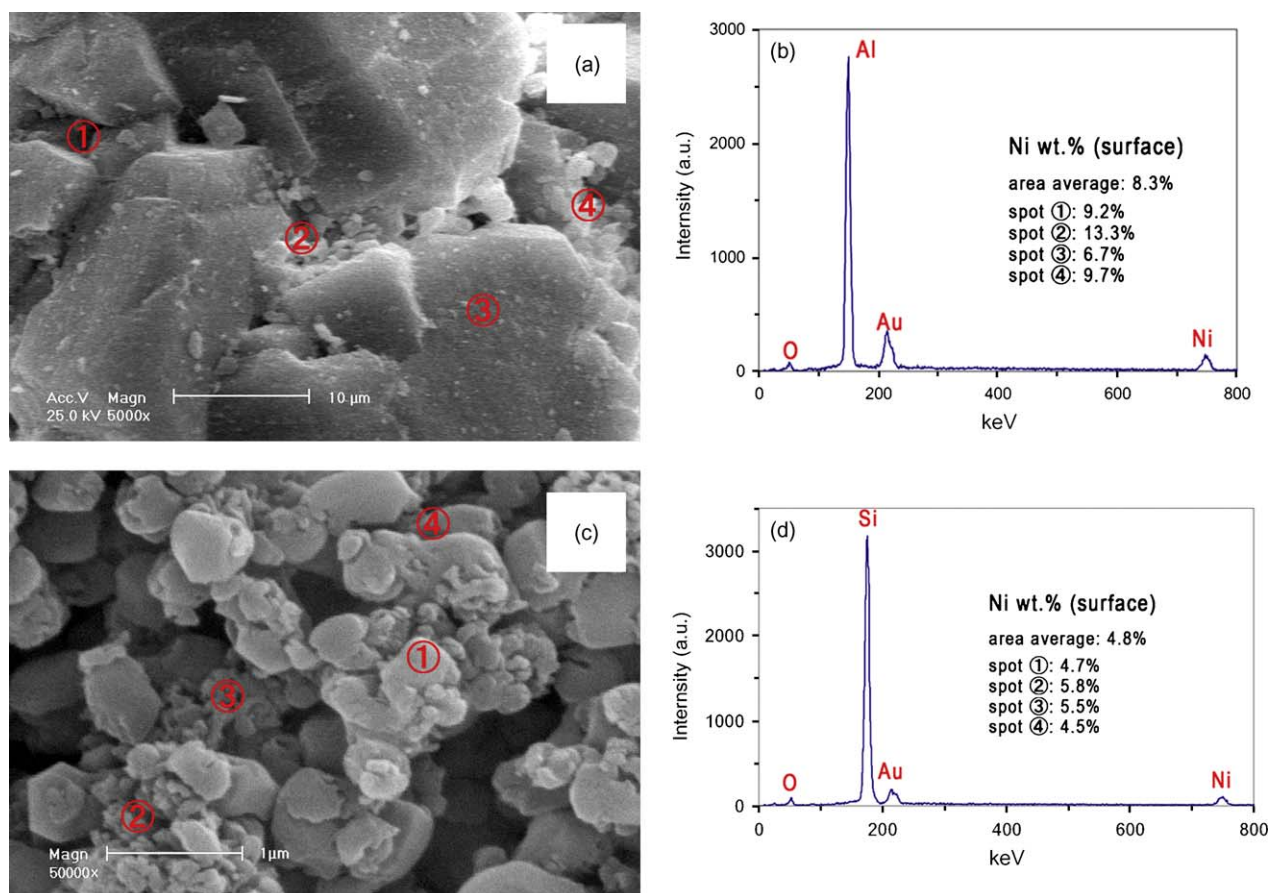 (a)
①
②
③
④
Acc.V Magn
25.0 kV 5000x
10 µm
(b)
3000
2000
1000
0
Internsity (a.u.)
Al
Au
O
Ni
Ni wt.% (surface)
area average: 8.3%
spot ①: 9.2%
spot ②: 13.3%
spot ③: 6.7%
spot ④: 9.7%
0 200 400 600 800
keV
(c)
④
①
③
②
Magn
50000x
1µm
(d)
3000
2000
1000
0
Internsity (a.u.)
Si
Au
O
Ni
Ni wt.% (surface)
area average: 4.8%
spot ①: 4.7%
spot ②: 5.8%
spot ③: 5.5%
spot ④: 4.5%
0 200 400 600 800
keV